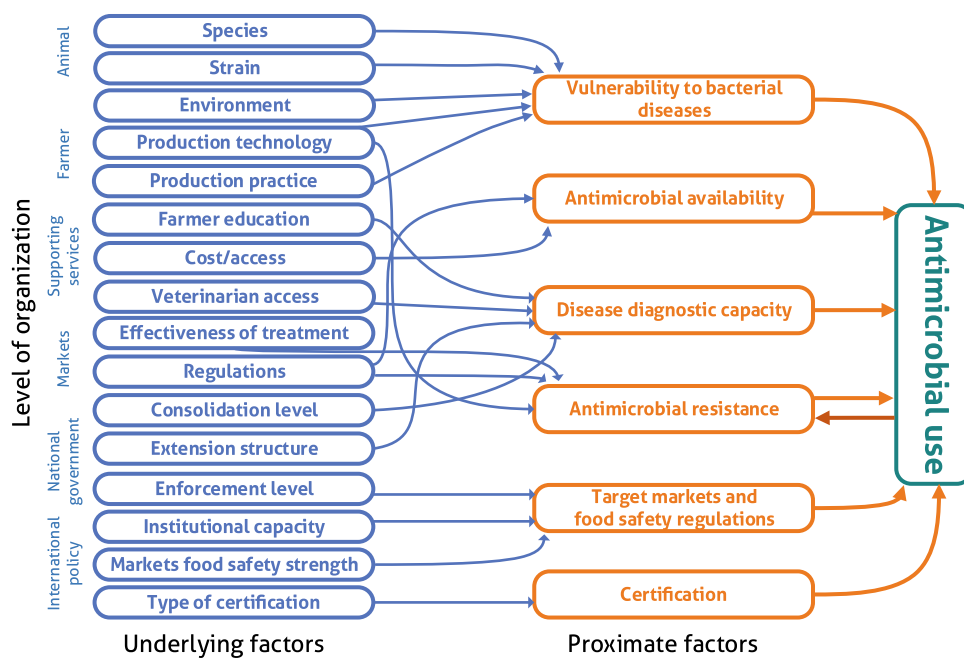 Level of organization
Animal
Farmer
Supporting
services
Markets
National
government
International
policy
Species
Strain
Environment
Production technology
Production practice
Farmer education
Cost/access
Veterinarian access
Effectiveness of treatment
Regulations
Consolidation level
Extension structure
Enforcement level
Institutional capacity
Markets food safety strength
Type of certification
Underlying factors
Vulnerability to bacterial
diseases
Antimicrobial availability
Disease diagnostic capacity
Antimicrobial resistance
Target markets and
food safety regulations
Certification
Proximate factors
Antimicrobial use